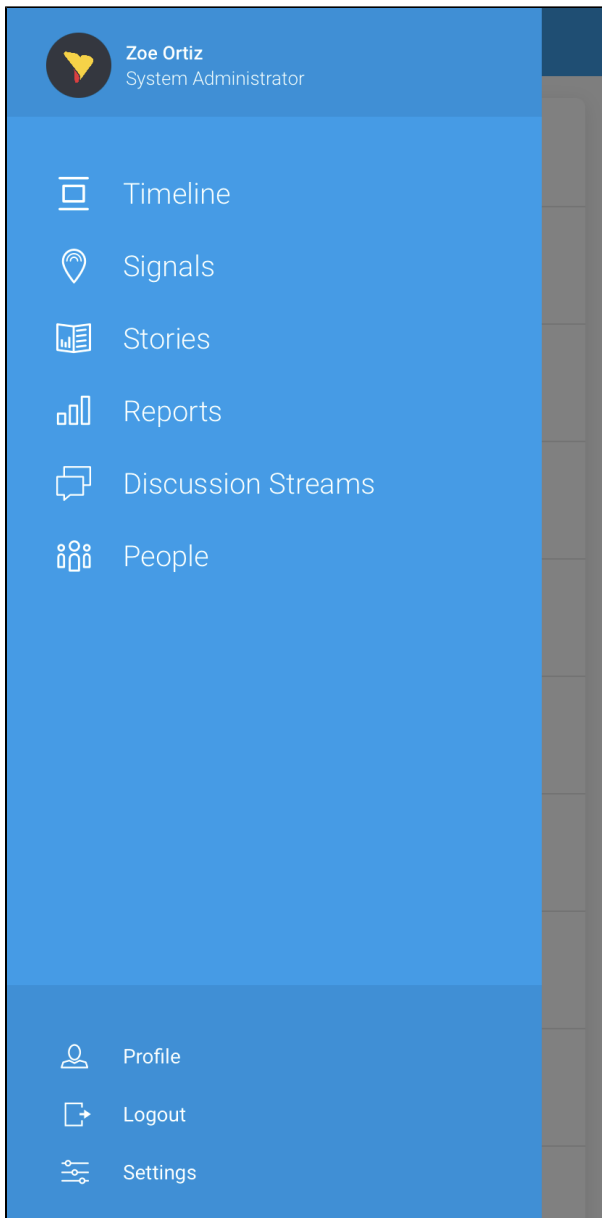 Zoe Ortiz
System Administrator
Timeline
Signals
Stories
Reports
Discussion Streams
People
Profile
Logout
Settings